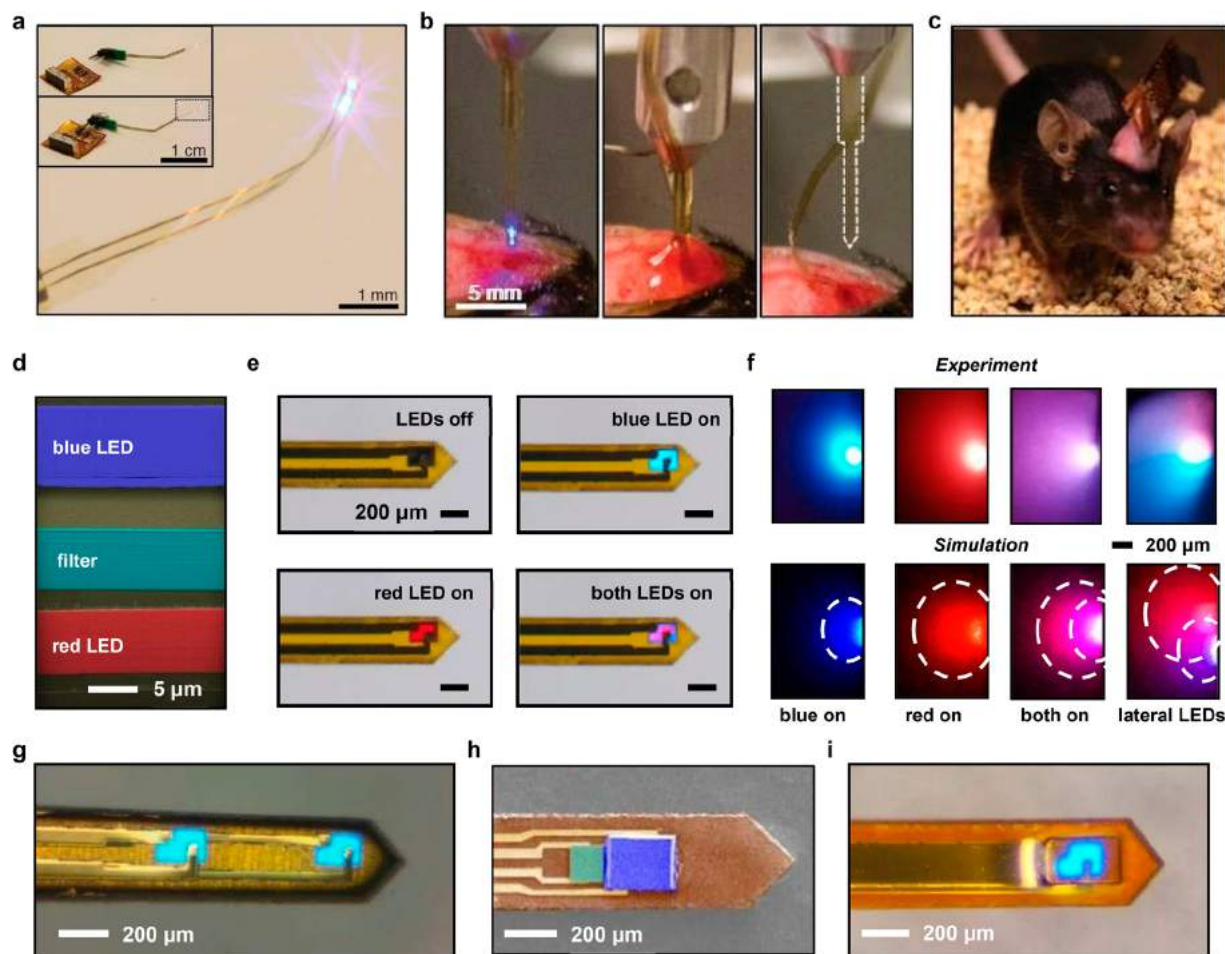 a
b
c
1 cm
1 mm
5 mm
d
e
f
Experiment
blue LED
LEDs off
blue LED on
200 µm
filter
Simulation
200 µm
red LED on
both LEDs on
red LED
5 µm
blue on
red on
both on
lateral LEDs
g
h
i
200 µm
200 µm
200 µm